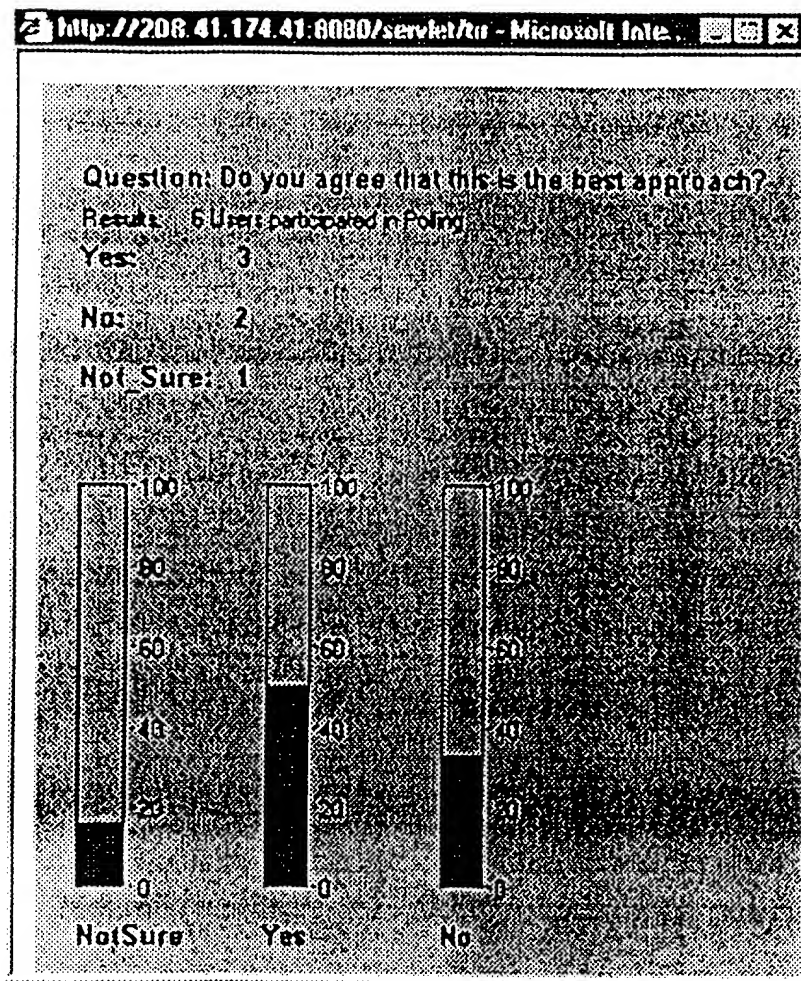 http://208.41.174.41:8080/servlet/ - Microsoft Inte...
Question: Do you agree that this is the best approach?
Results: 6 Users participated in Polling
Yes: 3
No: 2
Not_Sure: 1
100 100 100
80 80 80
60 60 60
40 40 40
20 20 20
0 0 0
NotSure Yes No